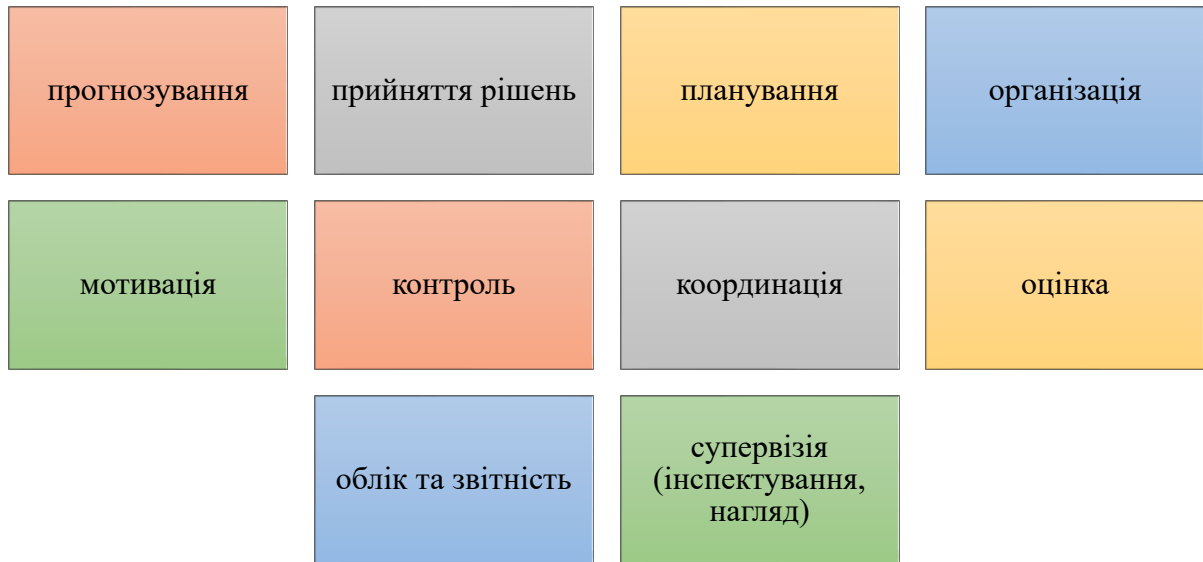 прогнозування
прийняття рішень
планування
організація
мотивація
контроль
координація
оцінка
облік та звітність
супервізія
(інспектування,
нагляд)